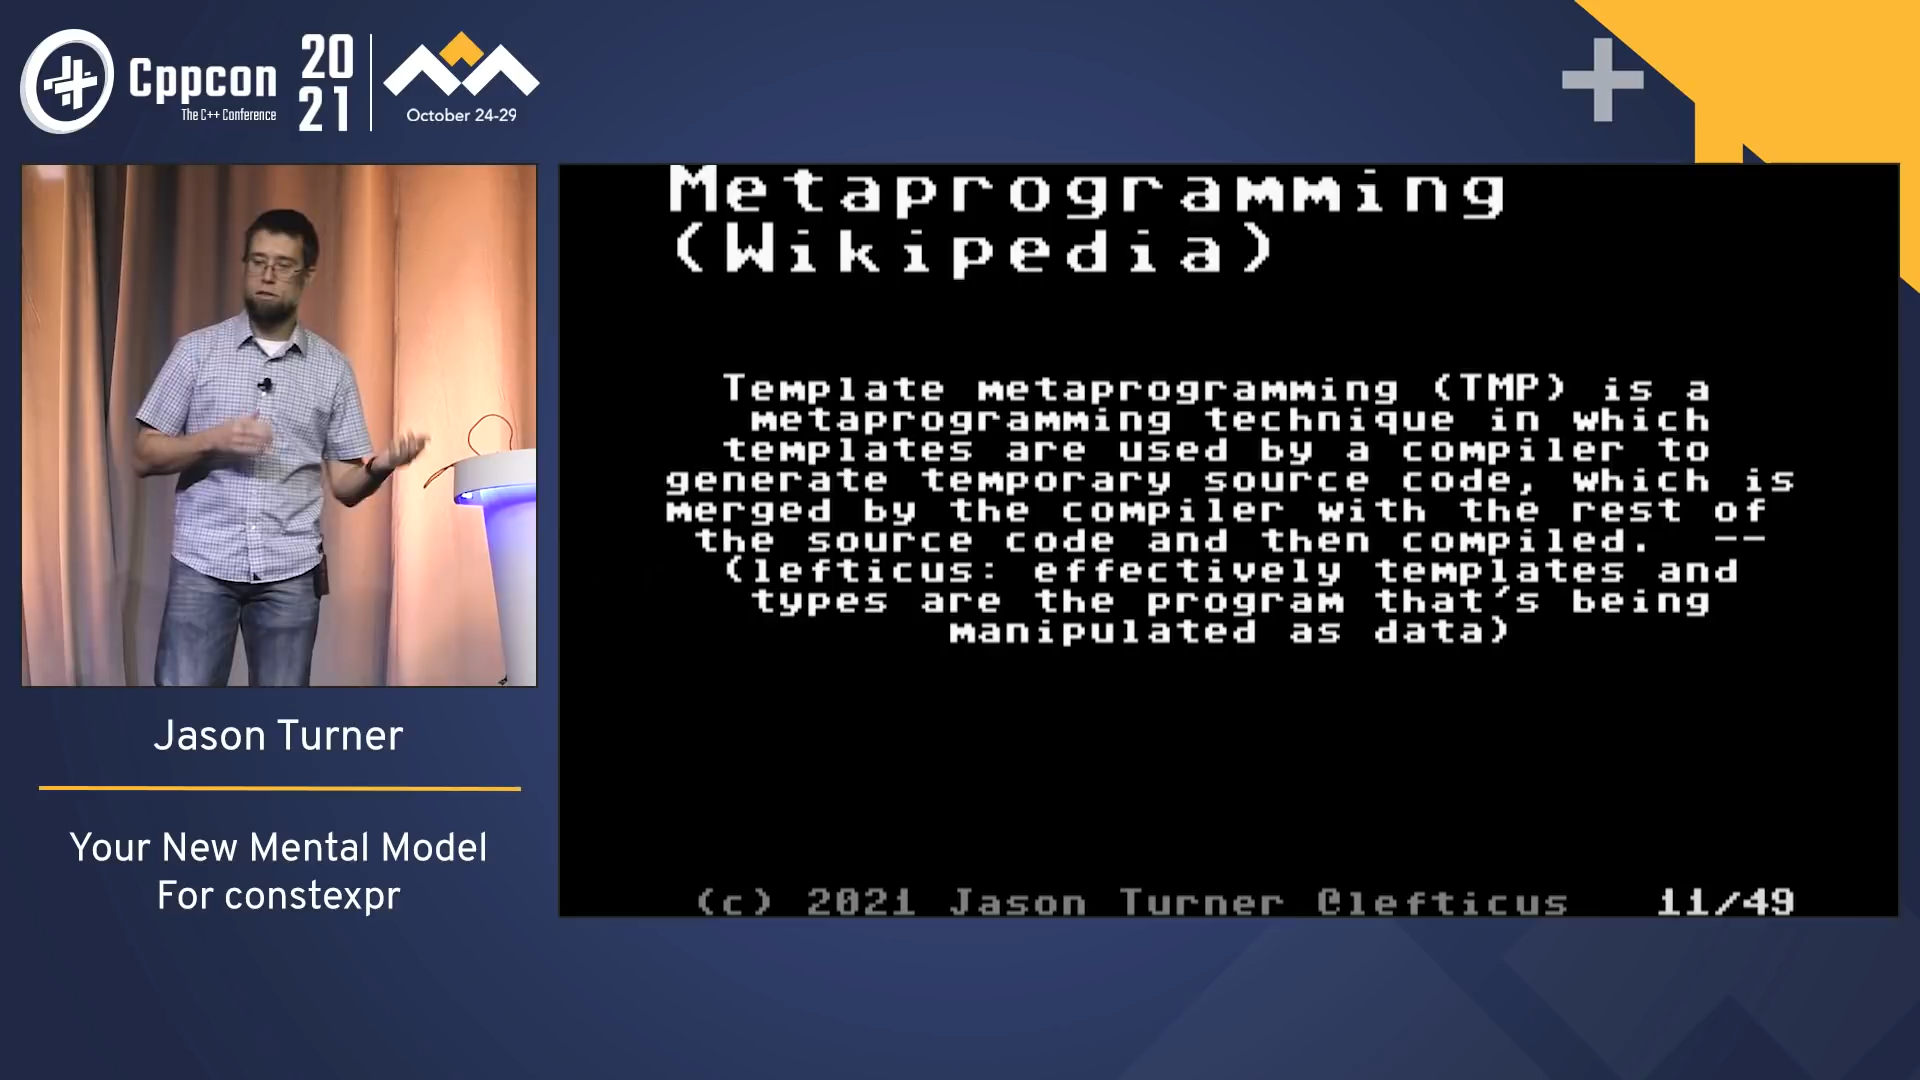 Cppcon
The C++ Conference
20
21
October 24-29
Metaprogramming
(Wikipedia)
Template metaprogramming (TMP) is a
metaprogramming technique in which
templates are used by a compiler to
generate temporary source code, which is
merged by the compiler with the rest of
the source code and then compiled. --
(lefticus: effectively templates and
types are the program that's being
manipulated as data)
(c) 2021 Jason Turner @lefticus 11/49
Jason Turner
Your New Mental Model
For constexpr